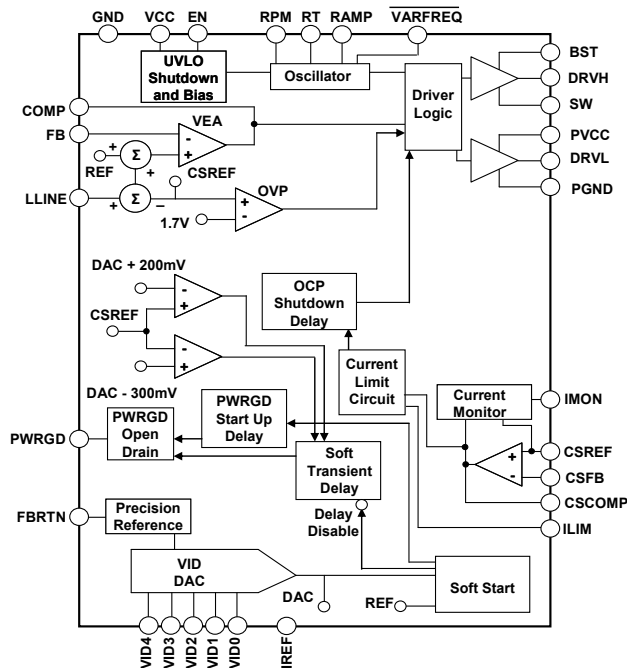 GND VCC EN RPM RT RAMP VARFREQ
UVLO
Shutdown
and Bias
Oscillator
BST
DRVH
SW
Driver
Logic
COMP
FB
VEA
-
+
+
Σ
REF
+
+
CSREF
LLINE
+
Σ
−
OVP
+
-
1.7V
PVCC
DRVL
PGND
DAC + 200mV
-
+
CSREF
-
+
DAC - 300mV
OCP
Shutdown
Delay
Current
Limit
Circuit
Current
Monitor
IMON
+
-
CSREF
CSFB
CSCOMP
ILIM
PWRGD
PWRGD
Open
Drain
PWRGD
Start Up
Delay
Soft
Transient
Delay
Delay
Disable
FBRTN
Precision
Reference
VID
DAC
DAC
REF
Soft Start
VID4
VID3
VID2
VID1
VID0
IREF